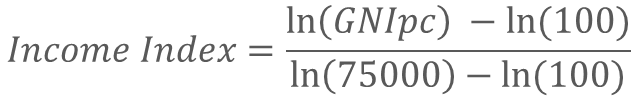 Income Index = ln(GNIpc) − ln(100)
ln(75000) − ln(100)